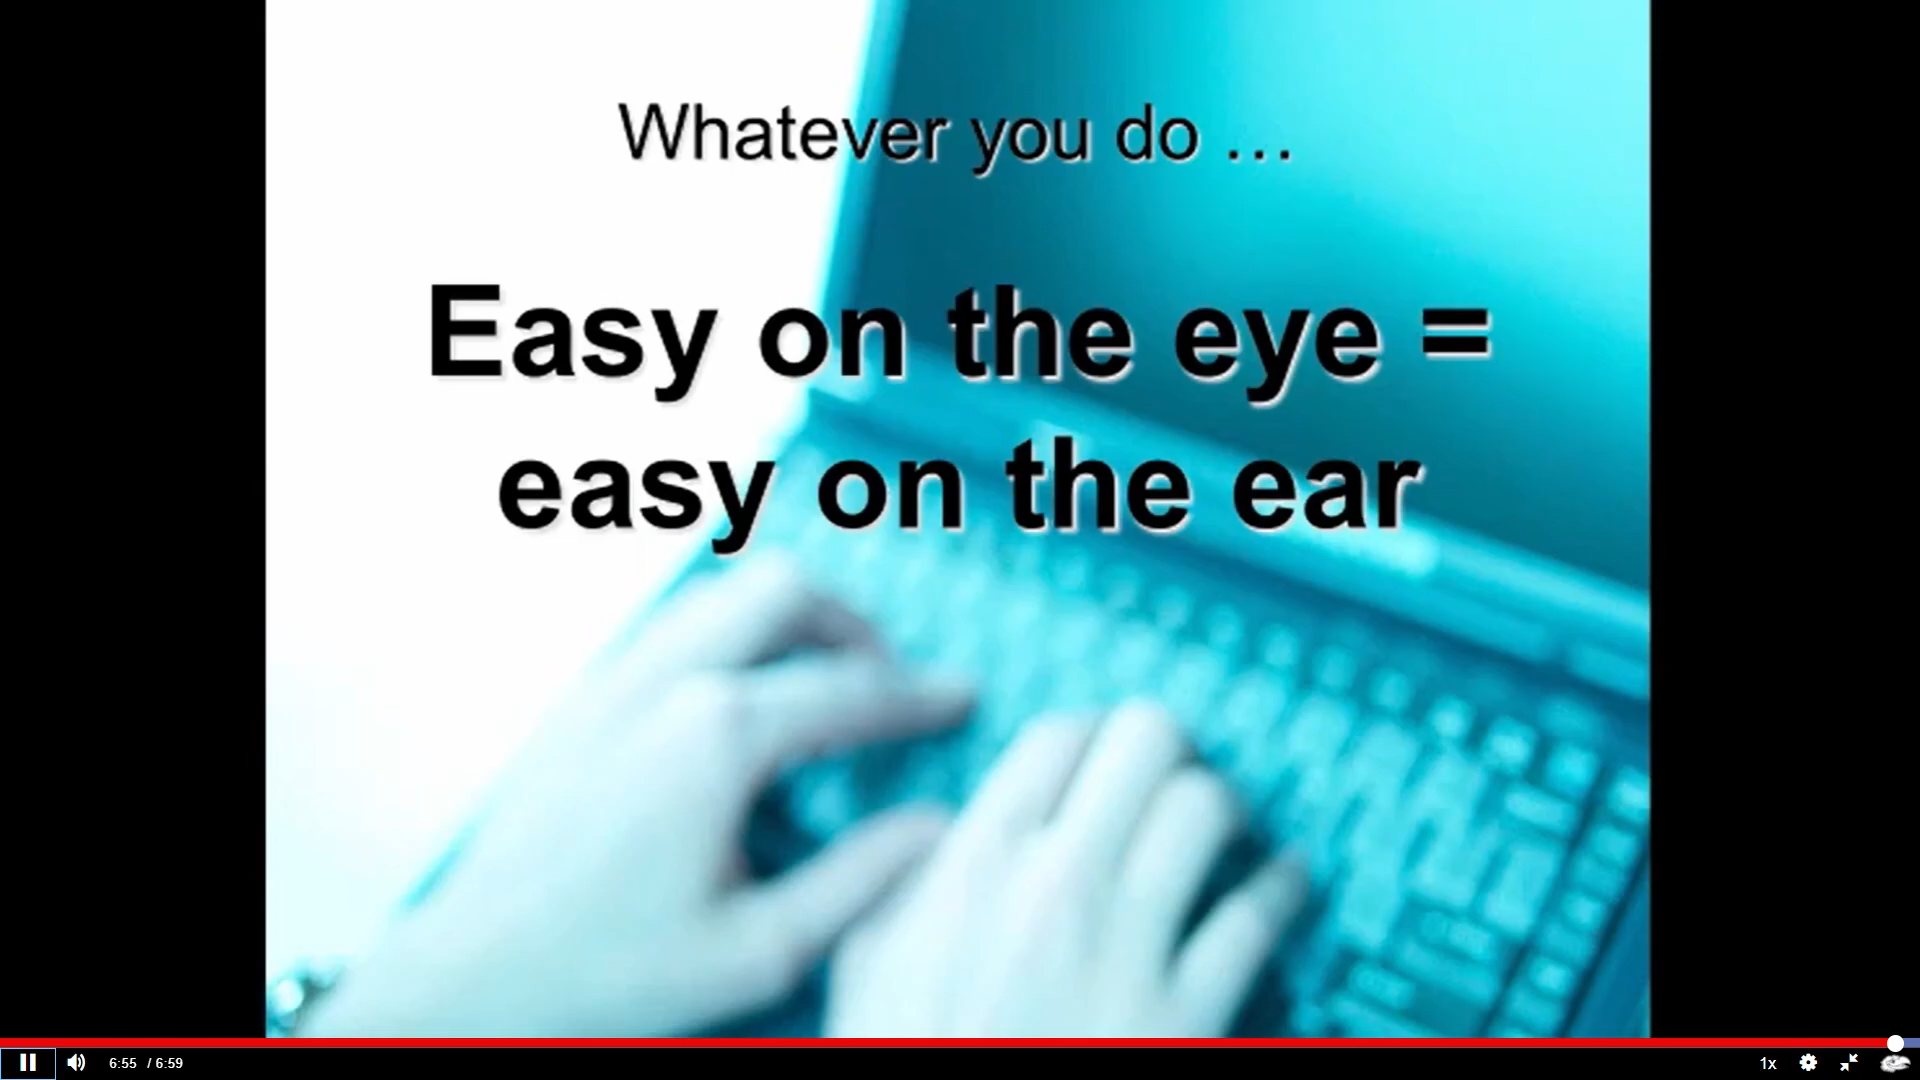 Whatever you do …
Easy on the eye =
easy on the ear
6:55 / 6:59
1x